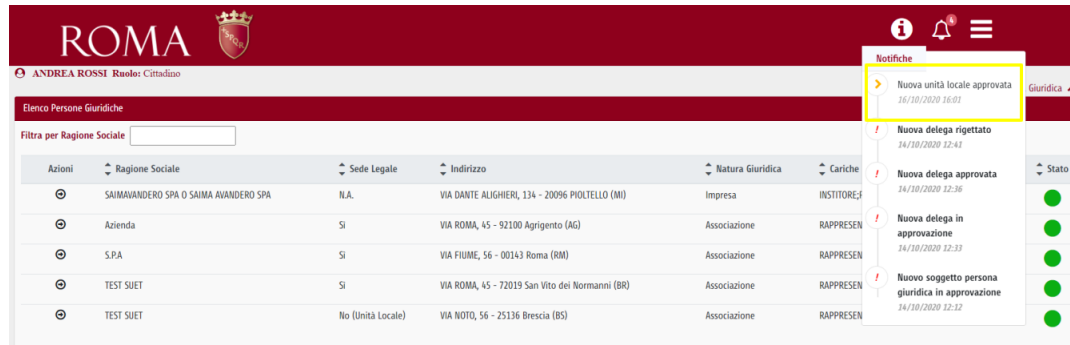 ROMA
4
ANDREA ROSSI Ruolo: Cittadino
Notifiche
Nuova unità locale approvata
16/10/2020 16:01
Nuova delega rigettato
14/10/2020 12:41
Nuova delega approvata
14/10/2020 12:36
Nuova delega in
approvazione
14/10/2020 12:33
Nuovo soggetto persona
giuridica in approvazione
14/10/2020 12:12
Giuridica
Elenco Persone Giuridiche
Filtra per Ragione Sociale
Azioni Ragione Sociale Sede Legale Indirizzo Natura Giuridica Cariche Stato
SAIMAVANDERO SPA O SAIMA AVANDERO SPA N.A. VIA DANTE ALIGHIERI, 134 - 20096 PIOLTELLO (MI) Impresa INSTITORE;
Azienda Si VIA ROMA, 45 - 92100 Agrigento (AG) Associazione RAPPRESEN
S.P.A Si VIA FIUME, 56 - 00143 Roma (RM) Associazione RAPPRESEN
TEST SUET Si VIA ROMA, 45 - 72019 San Vito dei Normanni (BR) Associazione RAPPRESEN
TEST SUET No (Unità Locale) VIA NOTO, 56 - 25136 Brescia (BS) Associazione RAPPRESEN